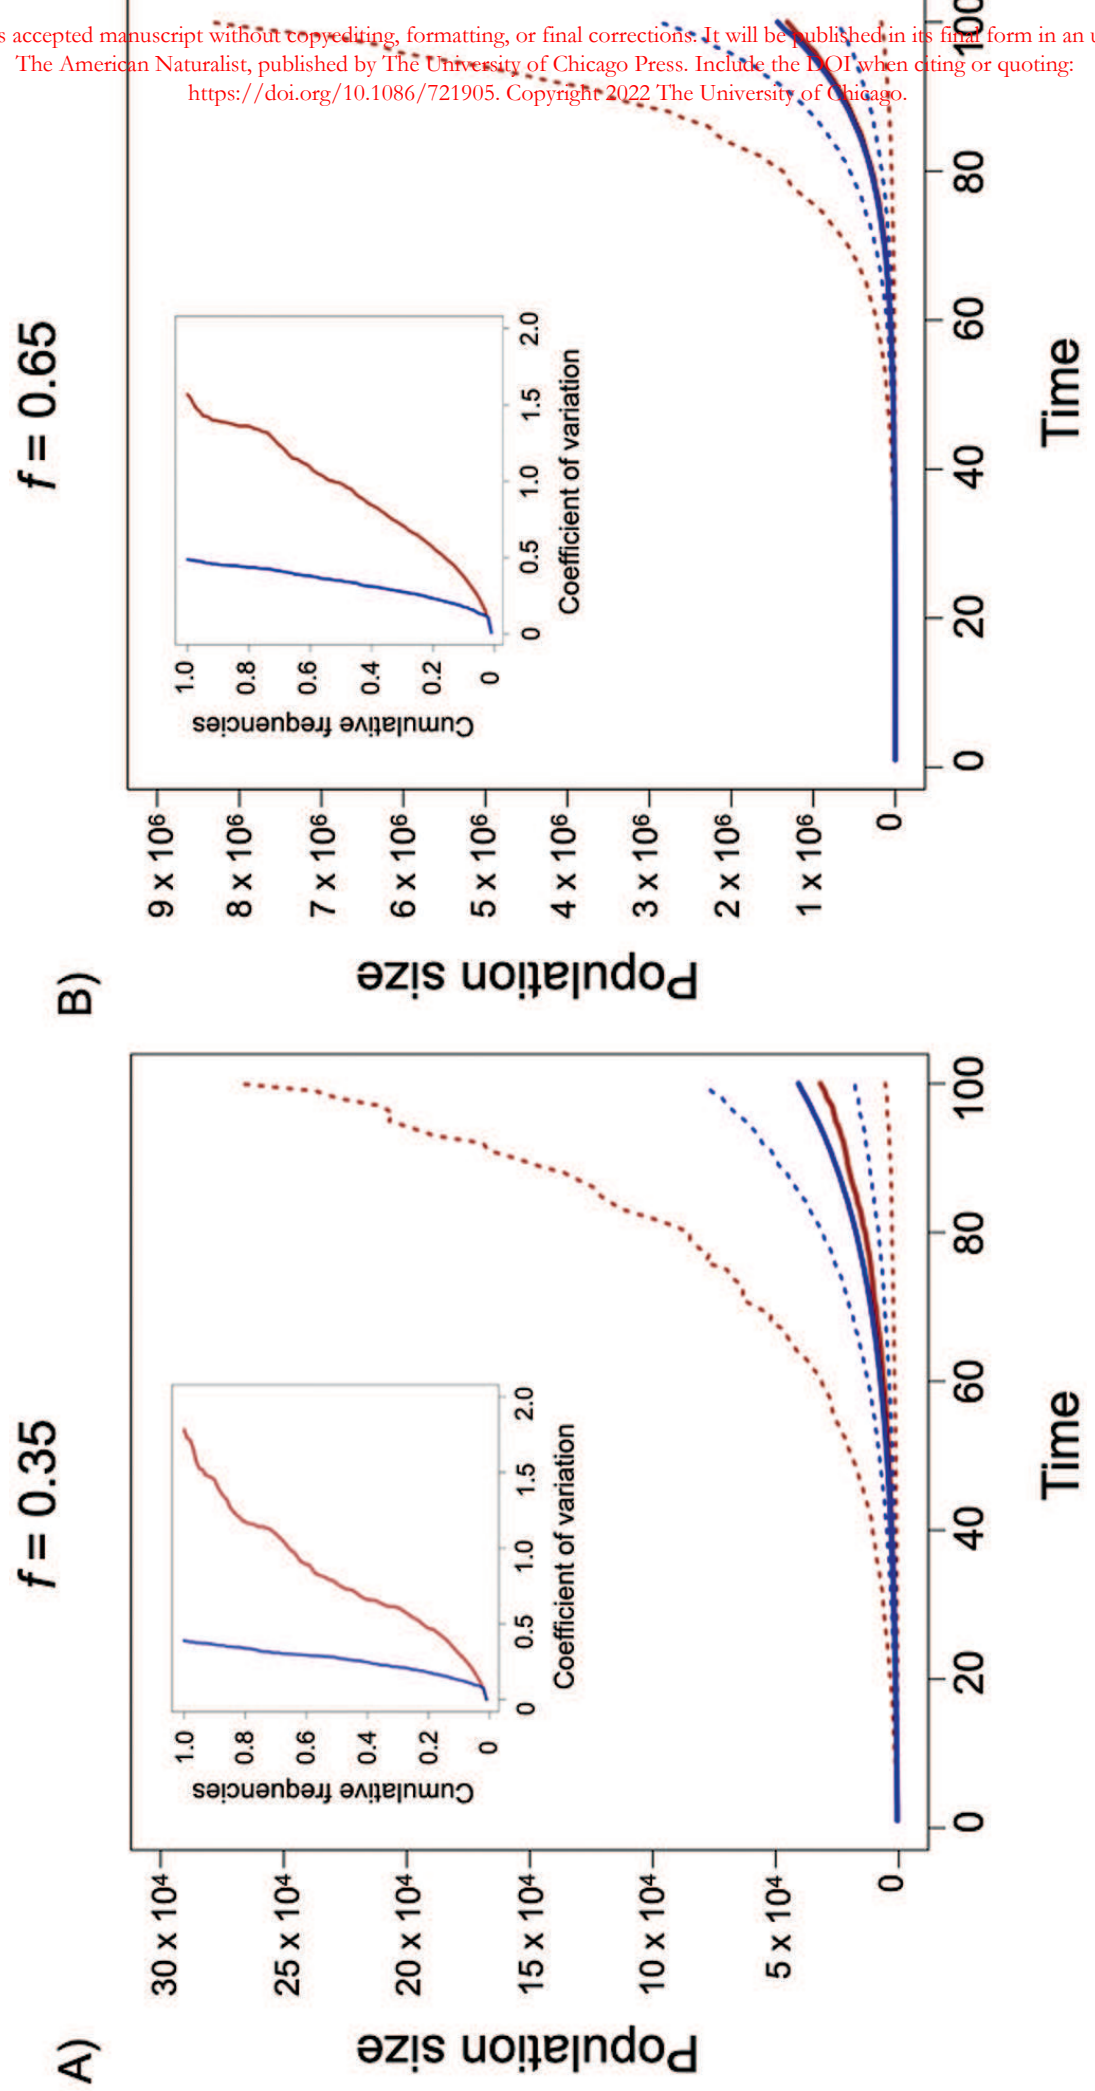 s accepted manuscript without copyediting, formatting, or final corrections. It will be published in its final form in an u
The American Naturalist, published by The University of Chicago Press. Include the DOI when citing or quoting:
https://doi.org/10.1086/721905. Copyright 2022 The University of Chicago.
A)
f = 0.35
Population size
30 x 10⁴
25 x 10⁴
20 x 10⁴
15 x 10⁴
10 x 10⁴
5 x 10⁴
0
Cumulative frequencies
1.0
0.8
0.6
0.4
0.2
0
0 0.5 1.0 1.5 2.0
Coefficient of variation
0 20 40 60 80 100
Time
B)
f = 0.65
Population size
9 x 10⁶
8 x 10⁶
7 x 10⁶
6 x 10⁶
5 x 10⁶
4 x 10⁶
3 x 10⁶
2 x 10⁶
1 x 10⁶
0
Cumulative frequencies
1.0
0.8
0.6
0.4
0.2
0
0 0.5 1.0 1.5 2.0
Coefficient of variation
0 20 40 60 80 100
Time